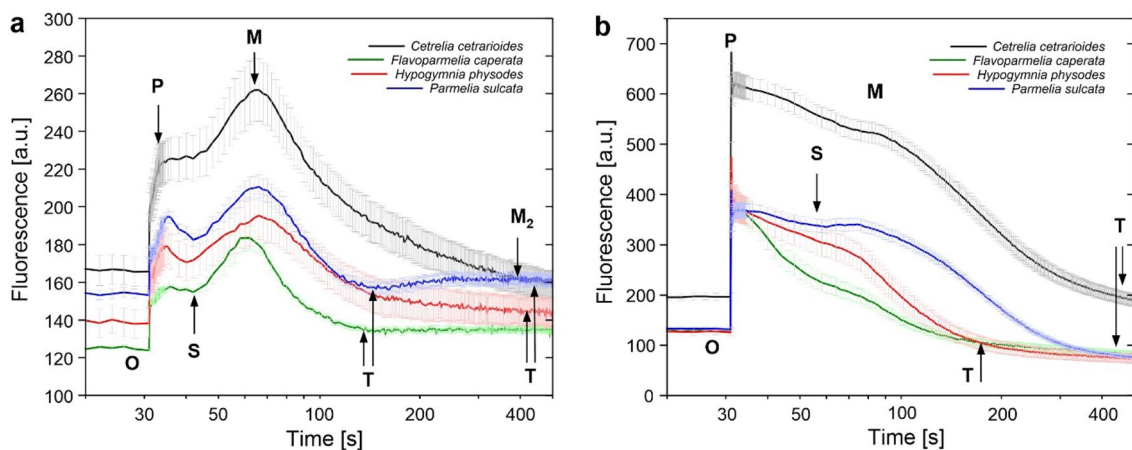 a
300
280
260
240
220
200
180
160
140
120
100
Fluorescence [a.u.]
Cetrelia cetrarioides
Flavoparmelia caperata
Hypogymnia physodes
Parmelia sulcata
P
M
M2
O
S
T
T
30
50
100
200
400
Time [s]
b
700
600
500
400
300
200
100
0
Fluorescence [a.u.]
Cetrelia cetrarioides
Flavoparmelia caperata
Hypogymnia physodes
Parmelia sulcata
P
M
S
T
O
T
30
50
100
200
400
Time [s]